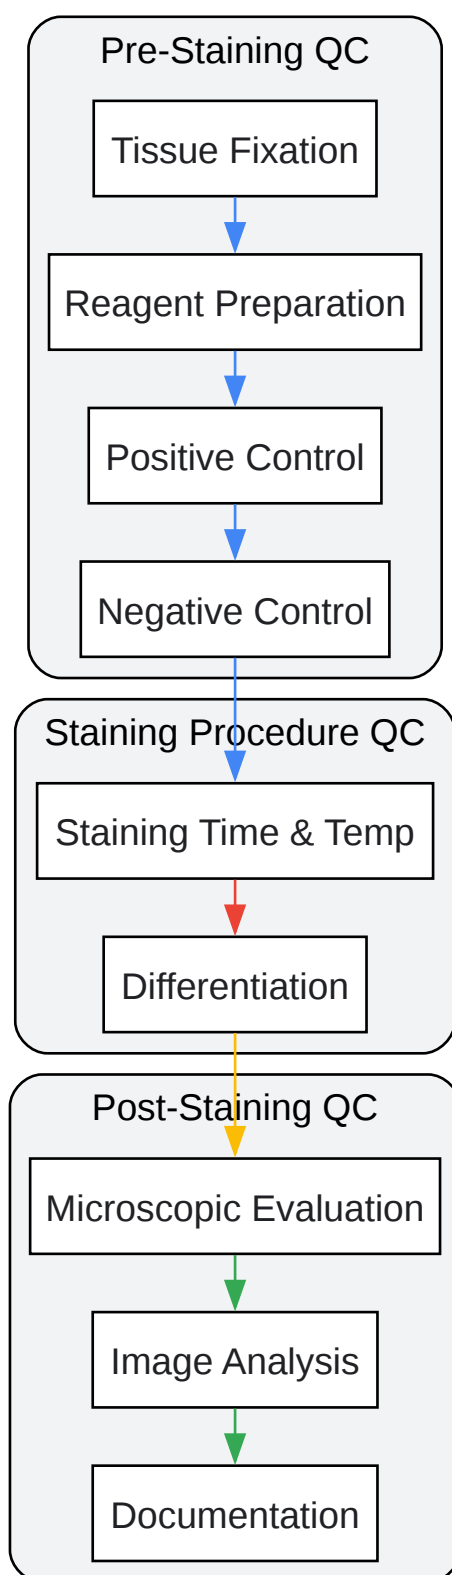 Pre-Staining QC
Tissue Fixation
Reagent Preparation
Positive Control
Negative Control
Staining Procedure QC
Staining Time & Temp
Differentiation
Post-Staining QC
Microscopic Evaluation
Image Analysis
Documentation